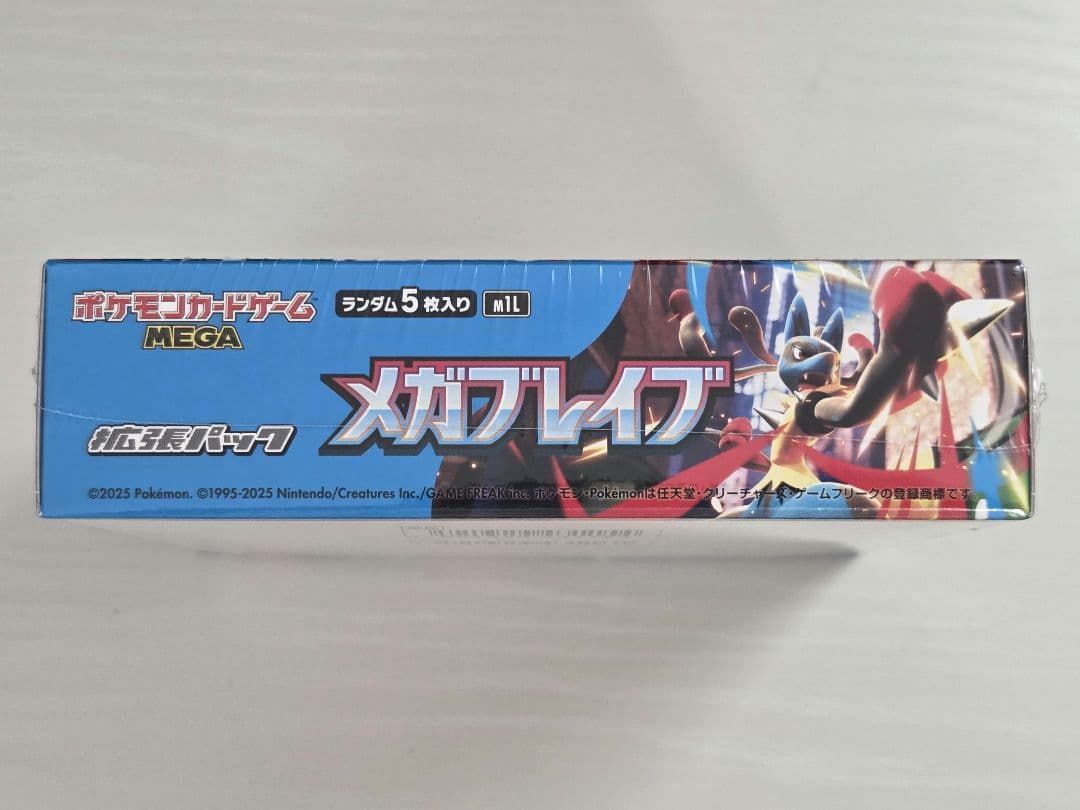 ポケモンカードゲーム
MEGA
ランダム5枚入り M1L
メガブレイブ
拡張パック
©2025 Pokémon. ©1995-2025 Nintendo/Creatures Inc./GAME FREAK inc. ポケモン・Pokémonは任天堂・クリーチャーズ・ゲームフリークの登録商標です。